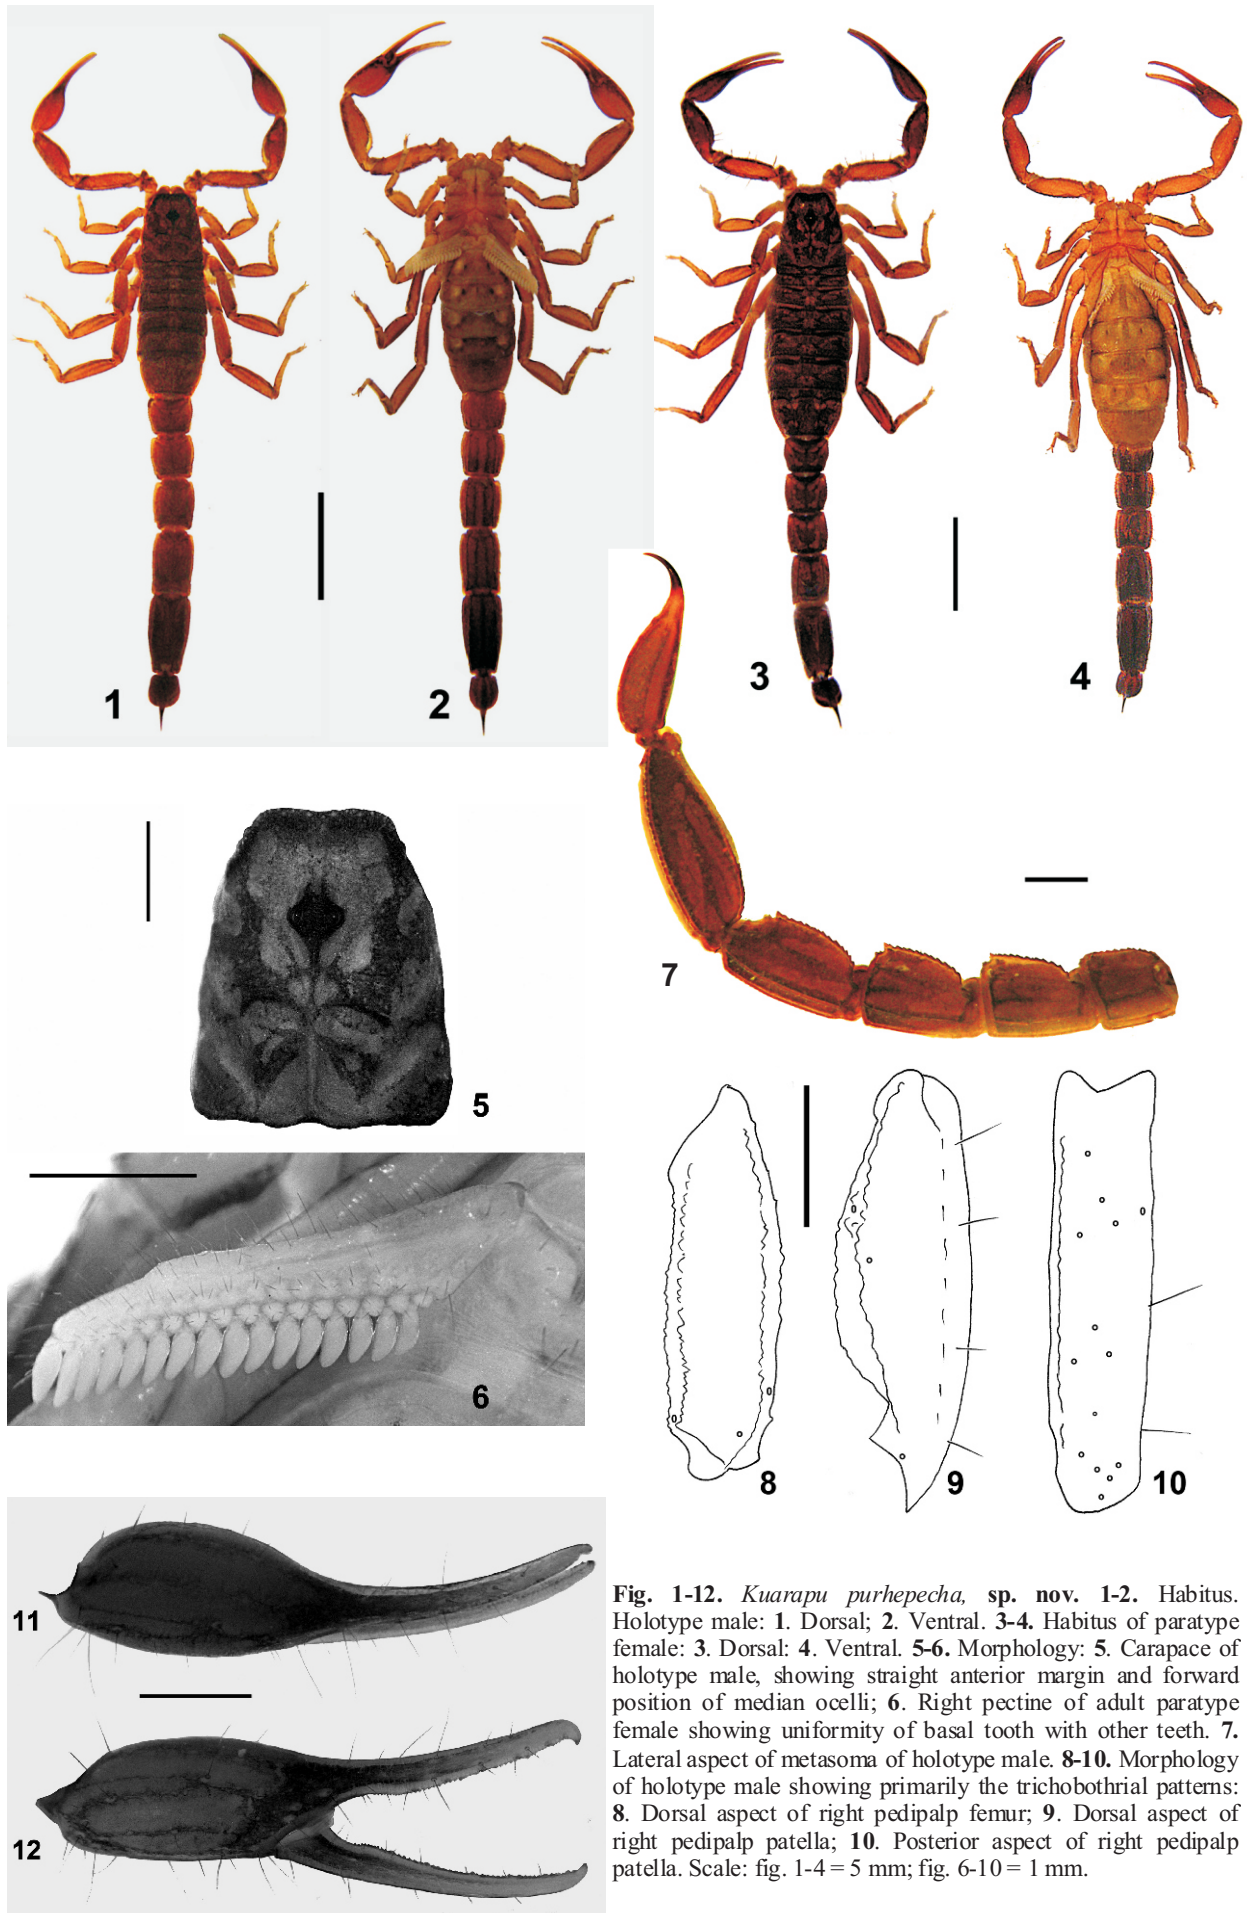 1
2
3
4
7
5
6
8
9
10
11
12
Fig. 1-12. Kuarapu purhepecha, sp. nov. 1-2. Habitus.
Holotype male: 1. Dorsal; 2. Ventral. 3-4. Habitus of paratype
female: 3. Dorsal: 4. Ventral. 5-6. Morphology: 5. Carapace of
holotype male, showing straight anterior margin and forward
position of median ocelli; 6. Right pectine of adult paratype
female showing uniformity of basal tooth with other teeth. 7.
Lateral aspect of metasoma of holotype male. 8-10. Morphology
of holotype male showing primarily the trichobothrial patterns:
8. Dorsal aspect of right pedipalp femur; 9. Dorsal aspect of
right pedipalp patella; 10. Posterior aspect of right pedipalp
patella. Scale: fig. 1-4 = 5 mm; fig. 6-10 = 1 mm.